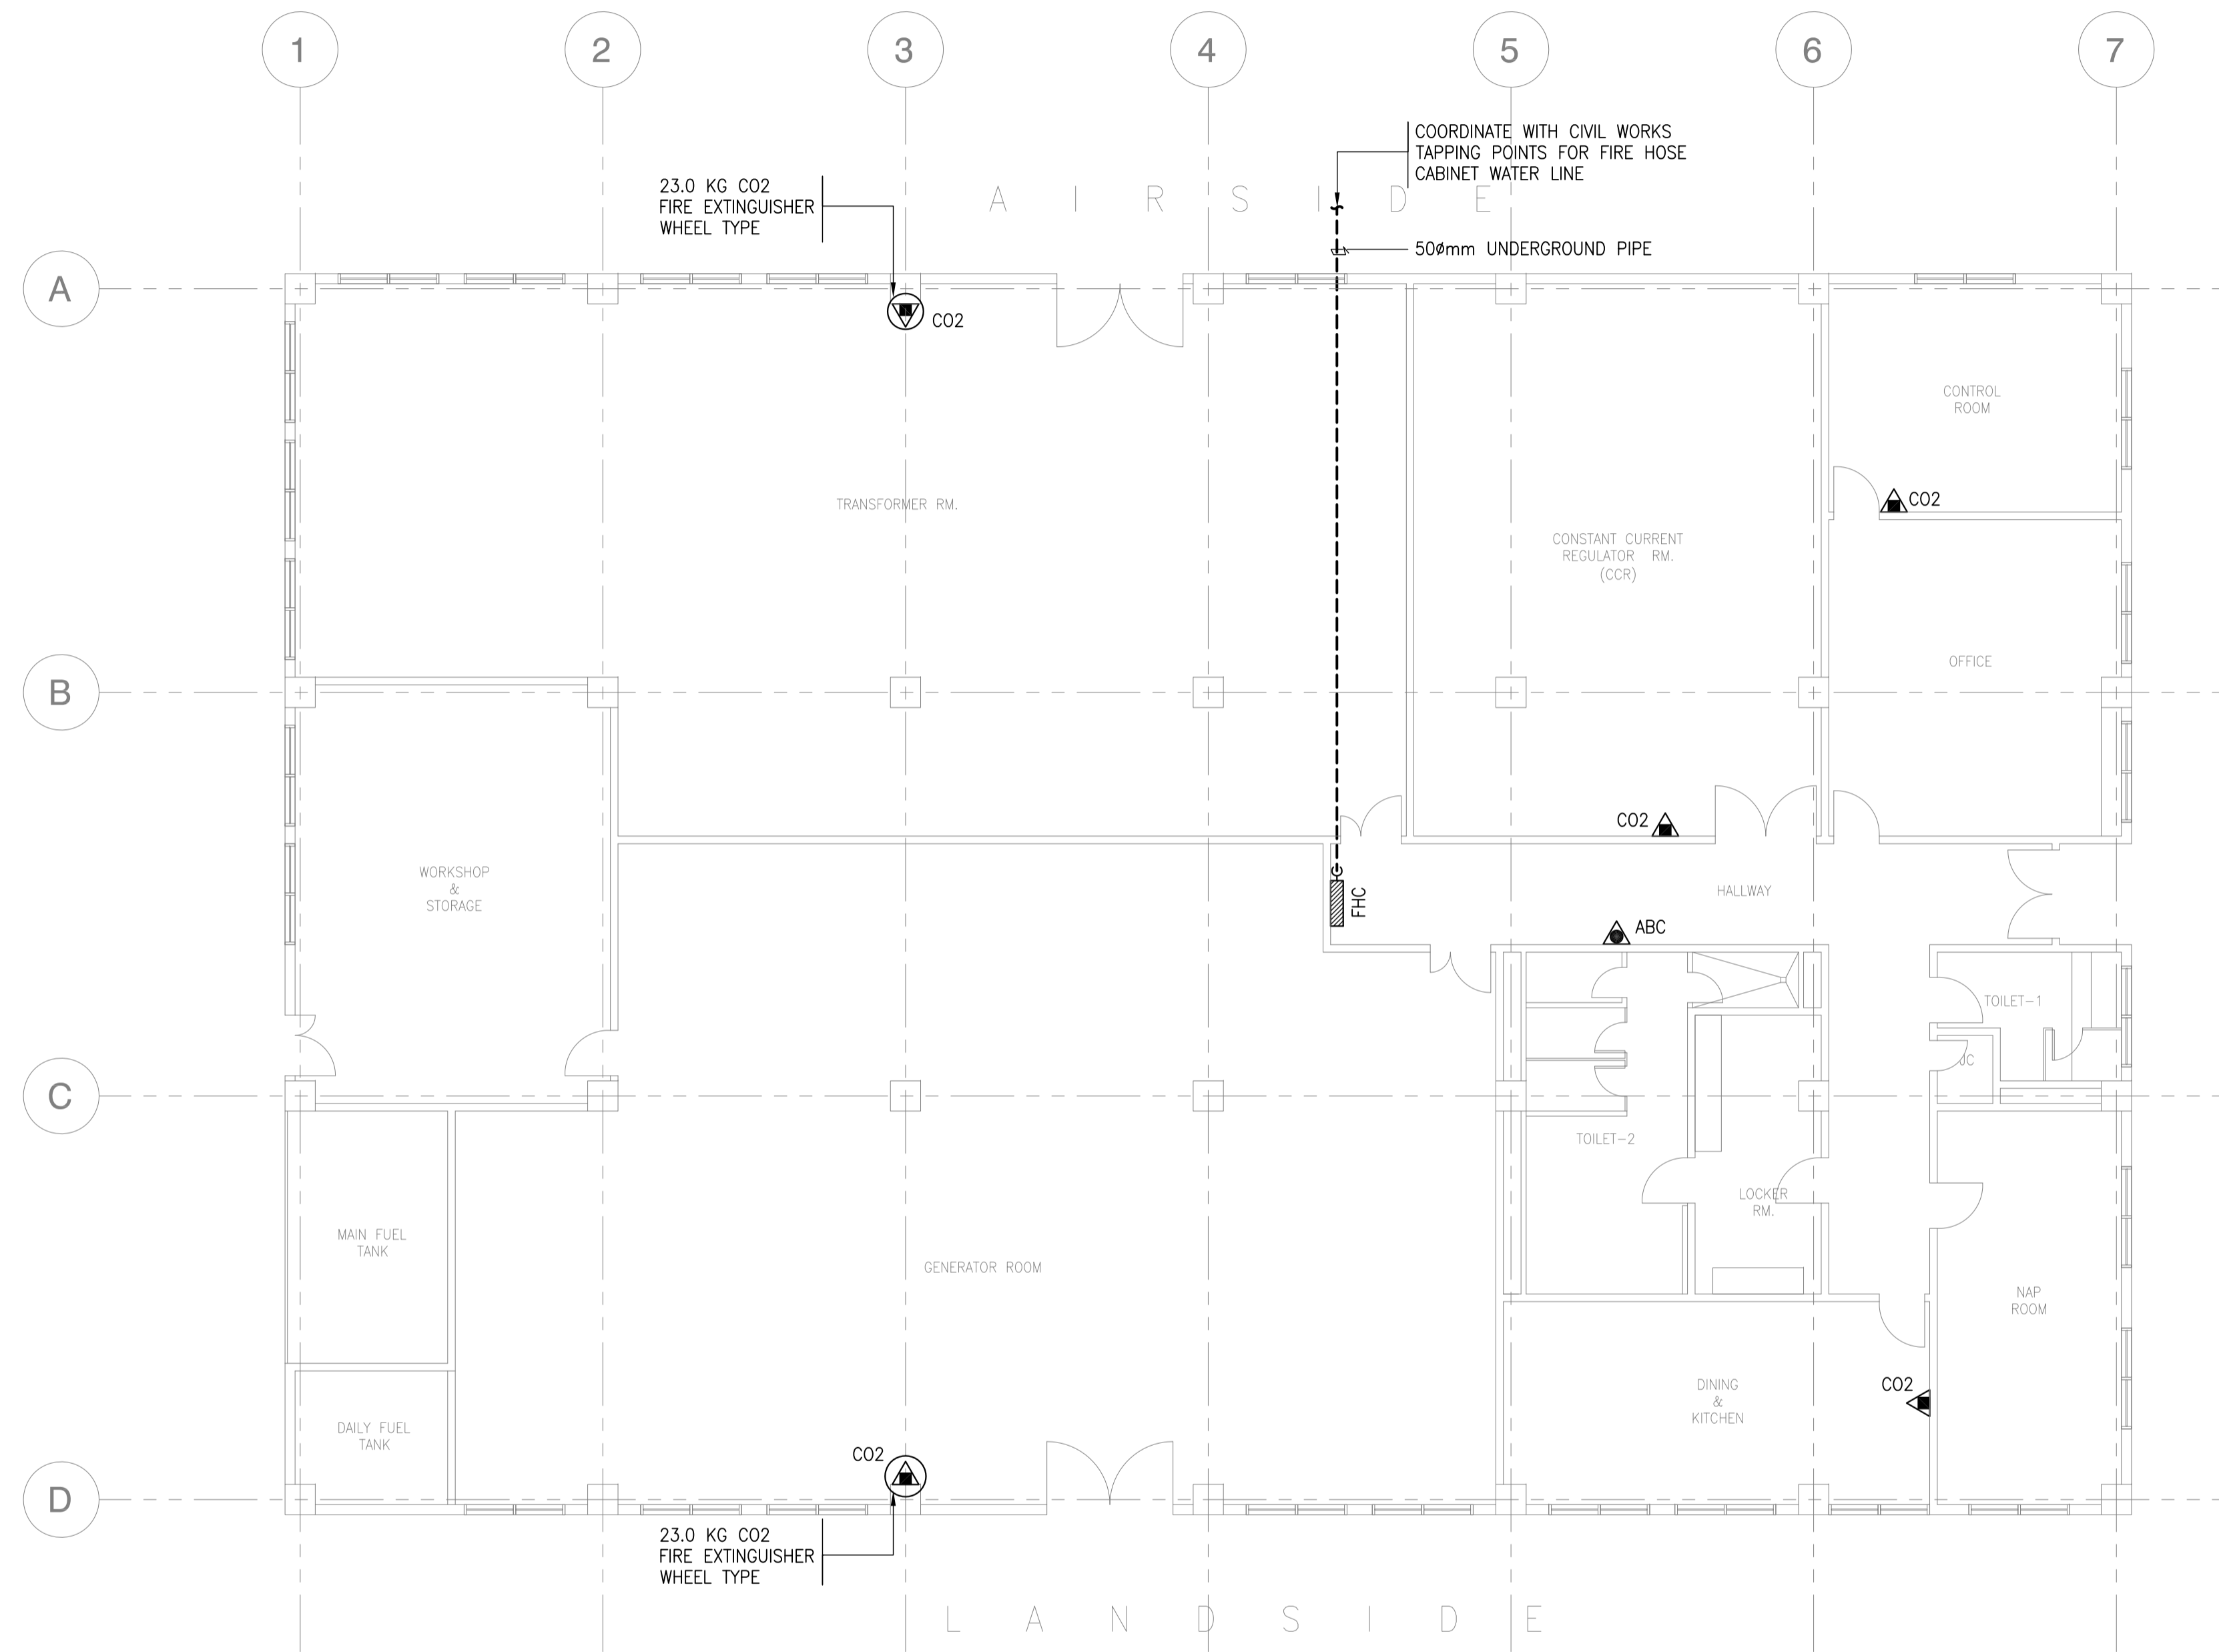 1
2
3
4
5
6
7
COORDINATE WITH CIVIL WORKS
TAPPING POINTS FOR FIRE HOSE
CABINET WATER LINE
23.0 KG CO2
FIRE EXTINGUISHER
WHEEL TYPE
AIRSIDE
50ømm UNDERGROUND PIPE
A
CO2
CONTROL
ROOM
CO2
TRANSFORMER RM.
CONSTANT CURRENT
REGULATOR RM.
(CCR)
OFFICE
B
CO2
WORKSHOP
&
STORAGE
FHC
HALLWAY
ABC
TOILET-1
JC
C
TOILET-2
LOCKER
RM.
MAIN FUEL
TANK
GENERATOR ROOM
NAP
ROOM
DINING
&
KITCHEN
CO2
DAILY FUEL
TANK
CO2
D
23.0 KG CO2
FIRE EXTINGUISHER
WHEEL TYPE
LANDSIDE